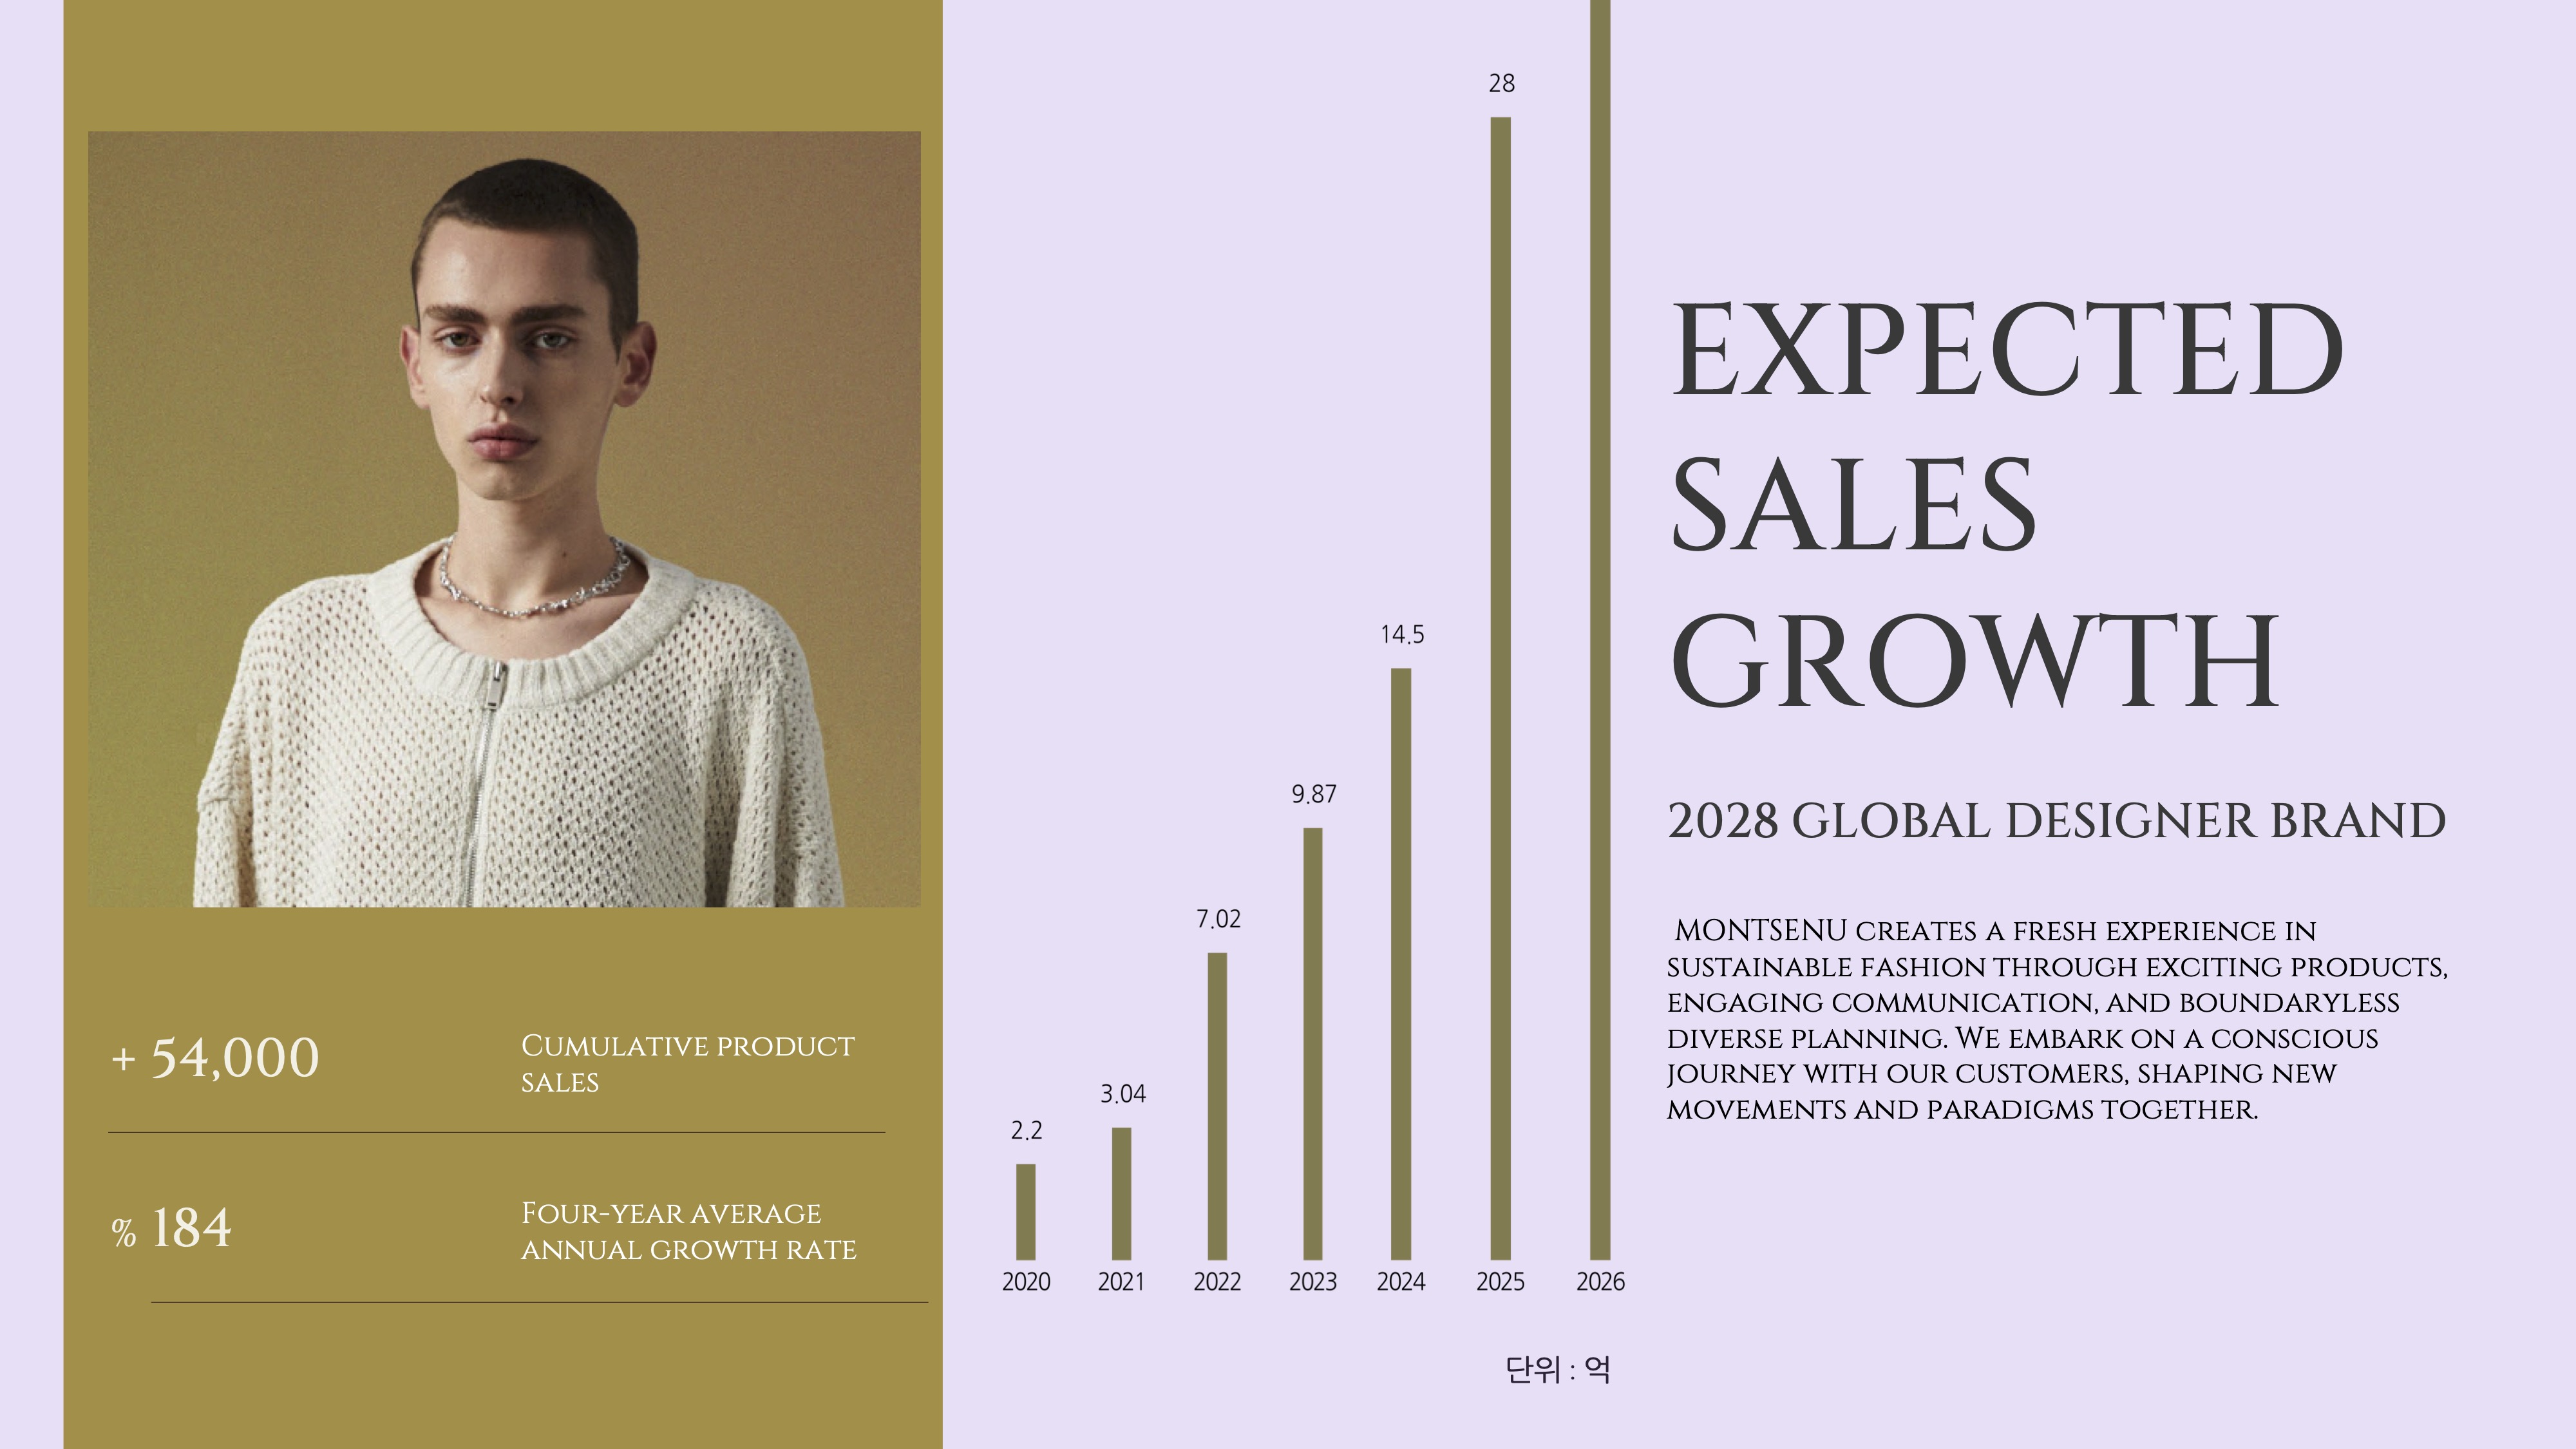 + 54,000
Cumulative product
sales
% 184
Four-year average
annual growth rate
28
14.5
9.87
7.02
3.04
2.2
2020 2021 2022 2023 2024 2025 2026
단위 : 억
EXPECTED
SALES
GROWTH
2028 GLOBAL DESIGNER BRAND
MONTSENU creates a fresh experience in
sustainable fashion through exciting products,
engaging communication, and boundaryless
diverse planning. We embark on a conscious
journey with our customers, shaping new
movements and paradigms together.